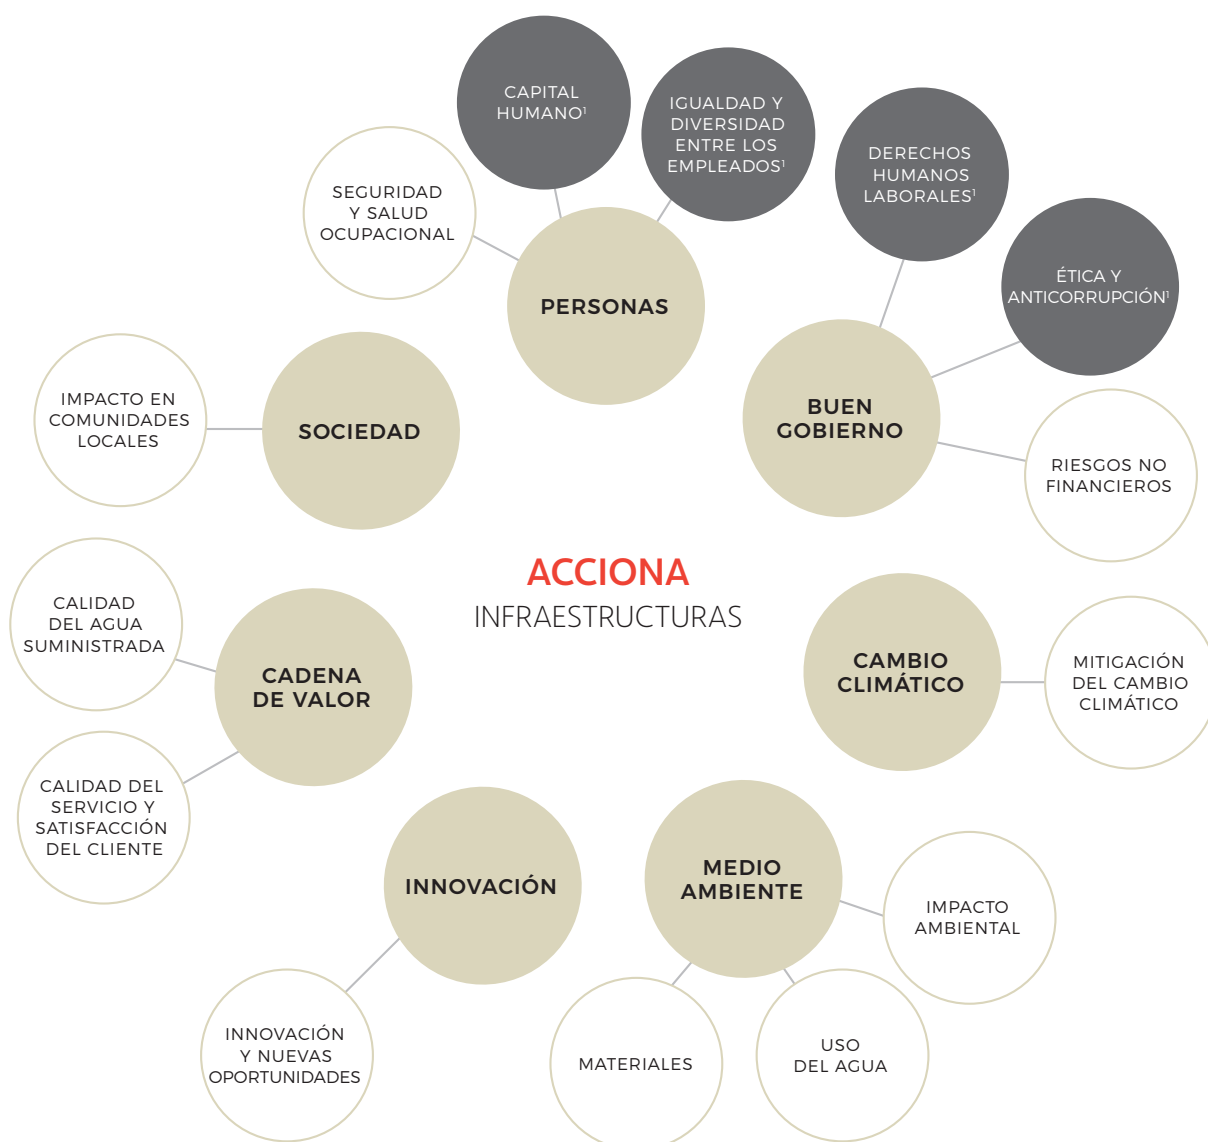 CAPITAL
HUMANO¹
IGUALDAD Y
DIVERSIDAD
ENTRE LOS
EMPLEADOS¹
DERECHOS
HUMANOS
LABORALES¹
SEGURIDAD
Y SALUD
OCUPACIONAL
ÉTICA Y
ANTICORRUPCIÓN¹
PERSONAS
IMPACTO EN
COMUNIDADES
LOCALES
SOCIEDAD
BUEN
GOBIERNO
RIESGOS NO
FINANCIEROS
ACCIONA
INFRAESTRUCTURAS
CALIDAD
DEL AGUA
SUMINISTRADA
CADENA
DE VALOR
CAMBIO
CLIMÁTICO
MITIGACIÓN
DEL CAMBIO
CLIMÁTICO
CALIDAD DEL
SERVICIO Y
SATISFACCIÓN
DEL CLIENTE
INNOVACIÓN
MEDIO
AMBIENTE
IMPACTO
AMBIENTAL
INNOVACIÓN
Y NUEVAS
OPORTUNIDADES
MATERIALES
USO
DEL AGUA